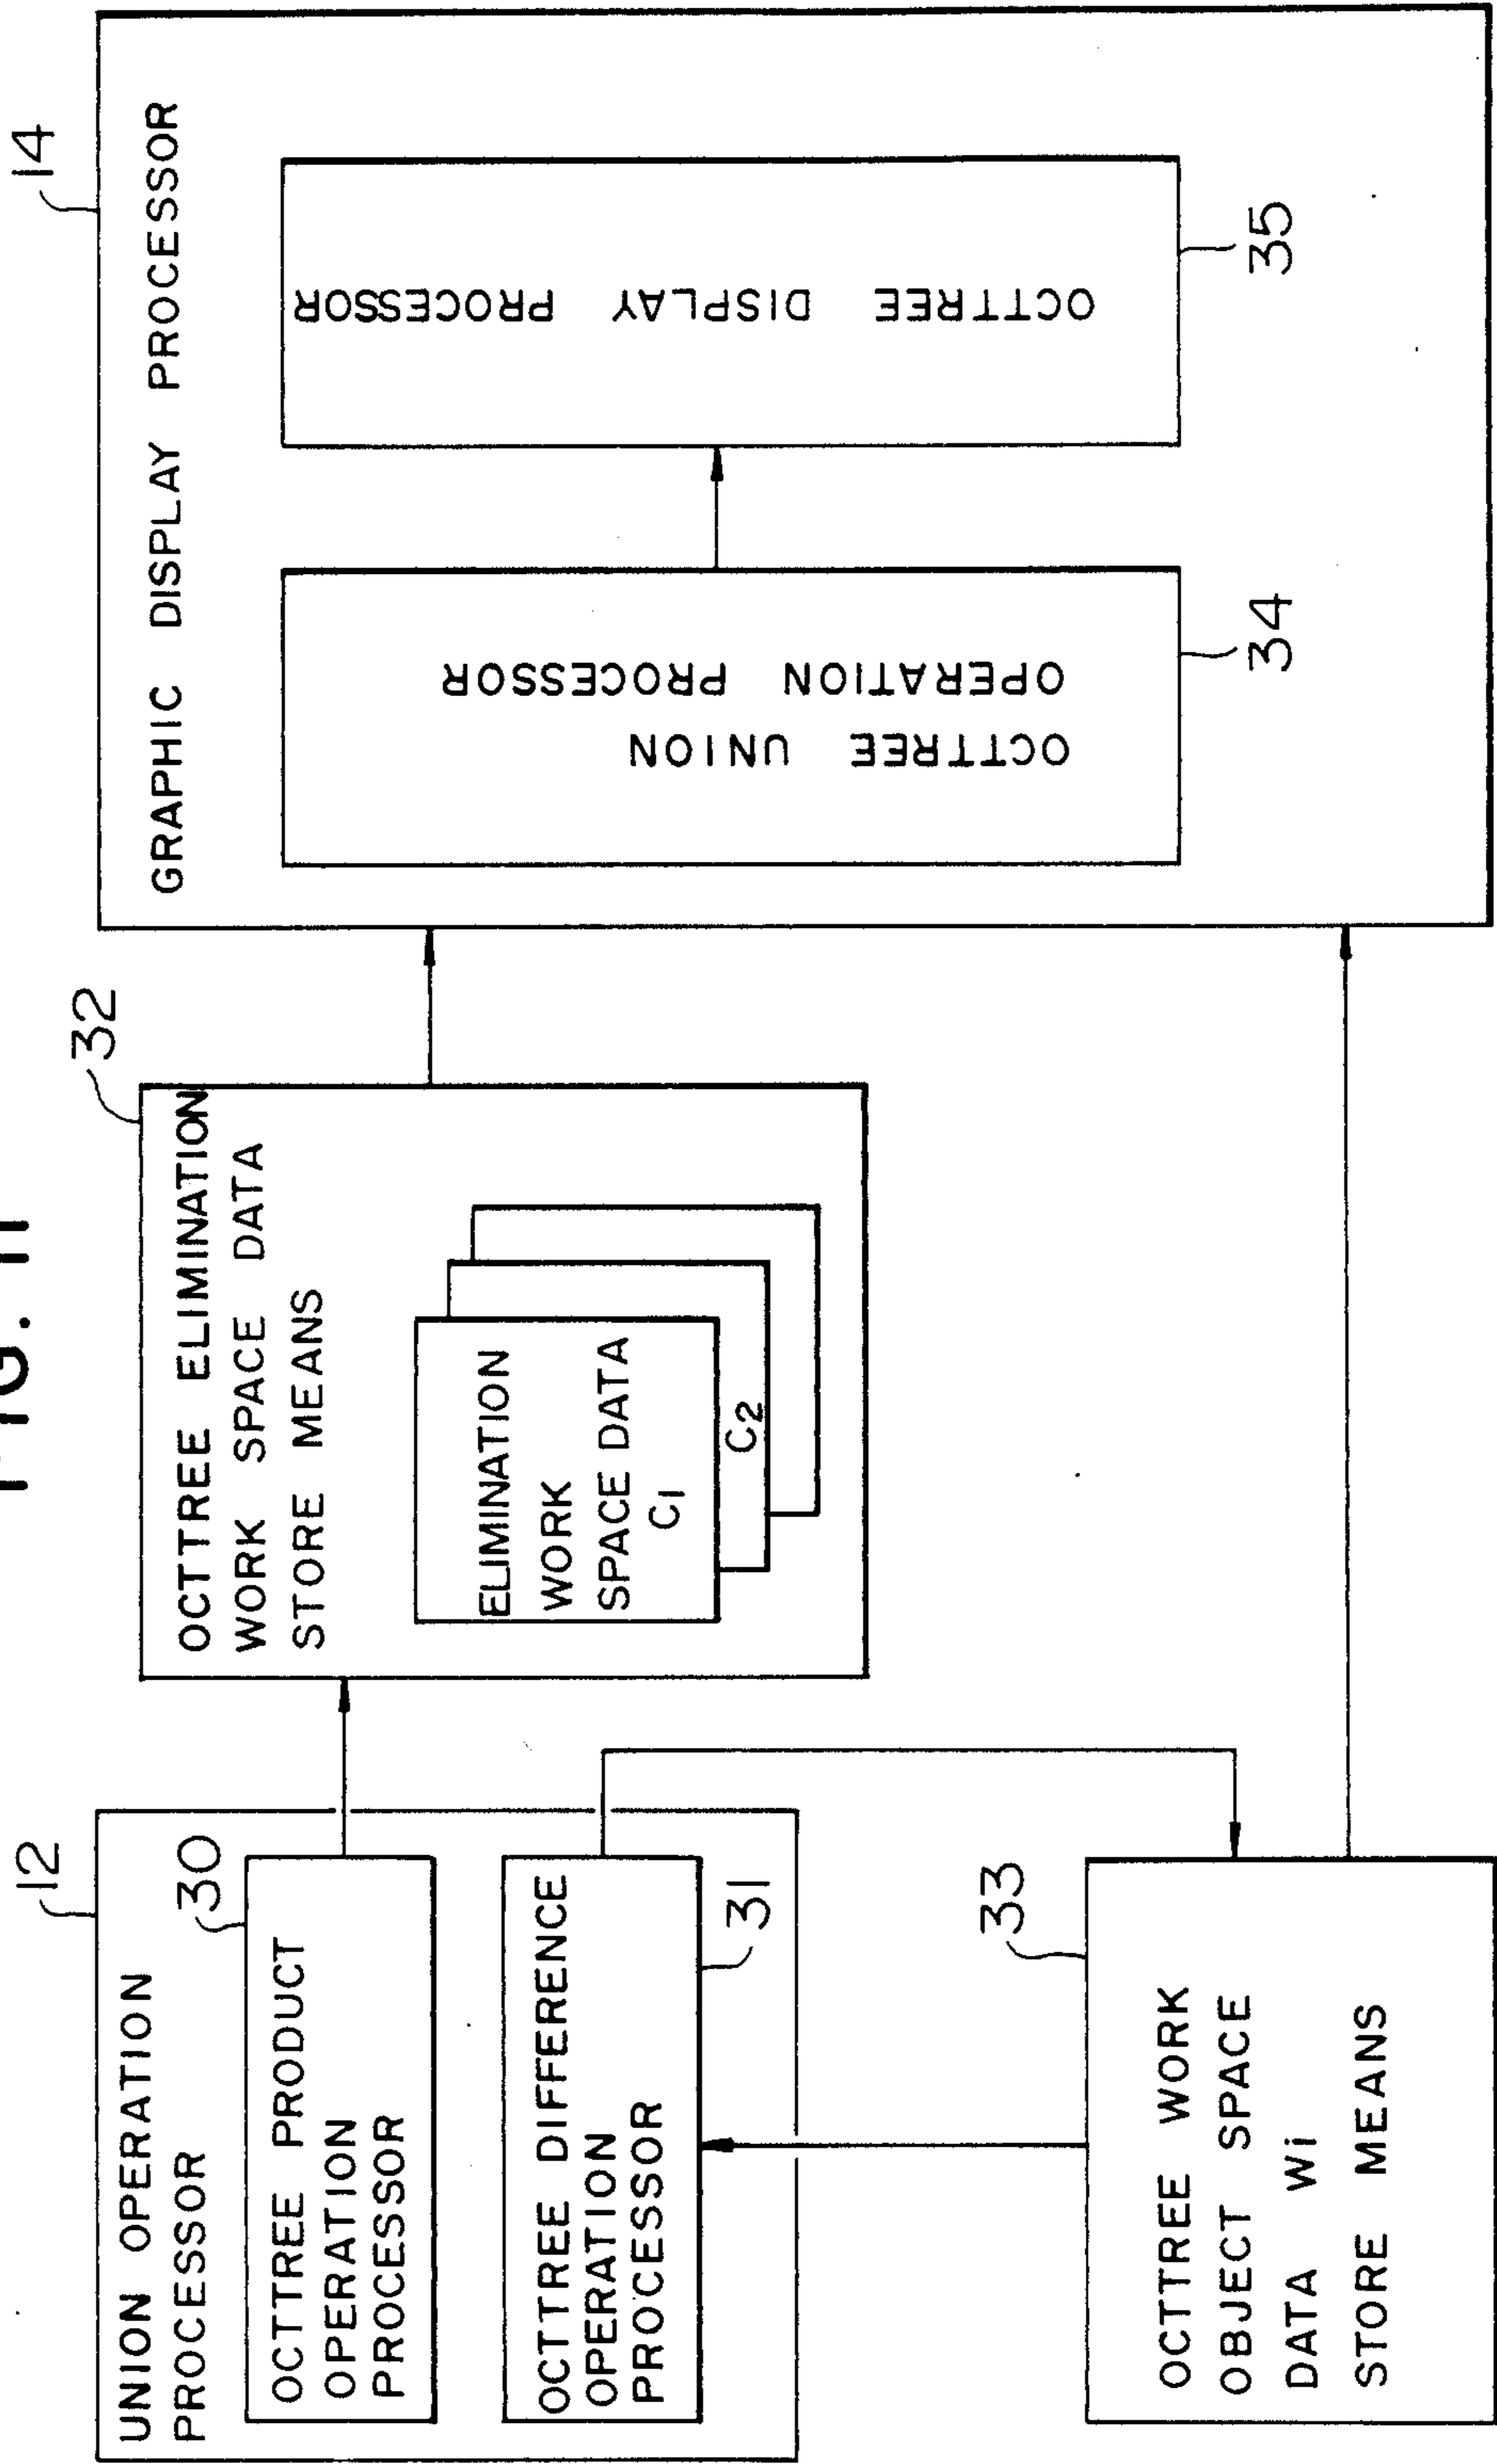 FIG. 11
12
UNION OPERATION
PROCESSOR
30
OCTTREE PRODUCT
OPERATION
PROCESSOR
OCTTREE DIFFERENCE
OPERATION
PROCESSOR
31
32
OCTTREE ELIMINATION
WORK SPACE DATA
STORE MEANS
ELIMINATION
WORK
SPACE DATA
C1
C2
33
OCTTREE WORK
OBJECT SPACE
DATA Wi
STORE MEANS
14
GRAPHIC DISPLAY PROCESSOR
OCTTREE UNION
OPERATION PROCESSOR
34
OCTTREE DISPLAY PROCESSOR
35